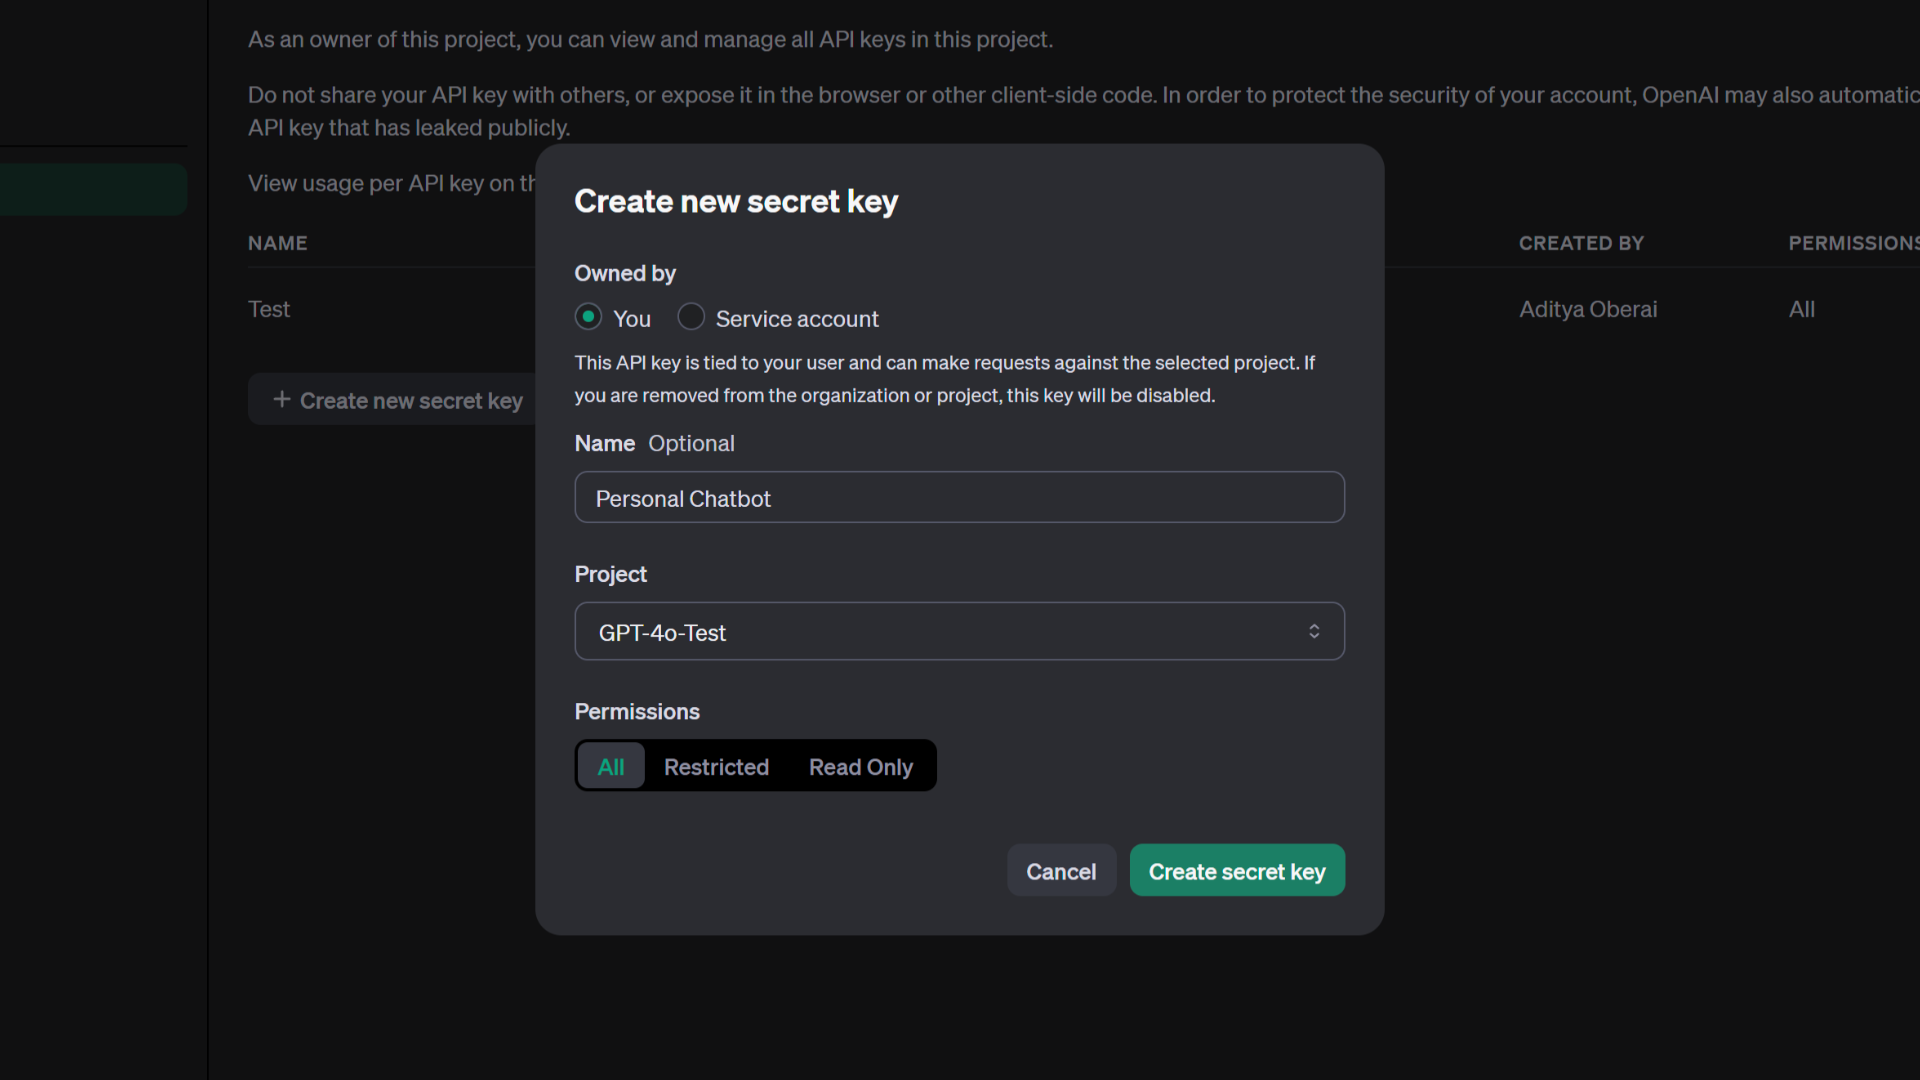 As an owner of this project, you can view and manage all API keys in this project.
Do not share your API key with others, or expose it in the browser or other client-side code. In order to protect the security of your account, OpenAI may also automatic
API key that has leaked publicly.
View usage per API key on th
NAME
CREATED BY
PERMISSIONS
Test
Aditya Oberai
All
+ Create new secret key
Create new secret key
Owned by
You
Service account
This API key is tied to your user and can make requests against the selected project. If
you are removed from the organization or project, this key will be disabled.
Name Optional
Personal Chatbot
Project
GPT-4o-Test
Permissions
All
Restricted
Read Only
Cancel
Create secret key